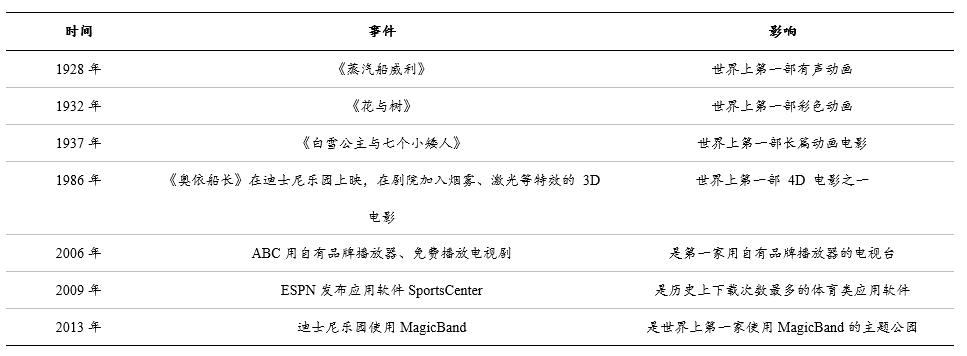 时间 事件 影响
1928 年 《蒸汽船威利》 世界上第一部有声动画
1932 年 《花与树》 世界上第一部彩色动画
1937 年 《白雪公主与七个小矮人》 世界上第一部长篇动画电影
1986 年 《奥依船长》在迪士尼乐园上映，在剧院加入烟雾、激光等特效的 3D 世界上第一部 4D 电影之一
电影
2006 年 ABC 用自有品牌播放器、免费播放电视剧 是第一家用自有品牌播放器的电视台
2009 年 ESPN 发布应用软件 SportsCenter 是历史上下载次数最多的体育类应用软件
2013 年 迪士尼乐园使用 MagicBand 是世界上第一家使用 MagicBand 的主题公园